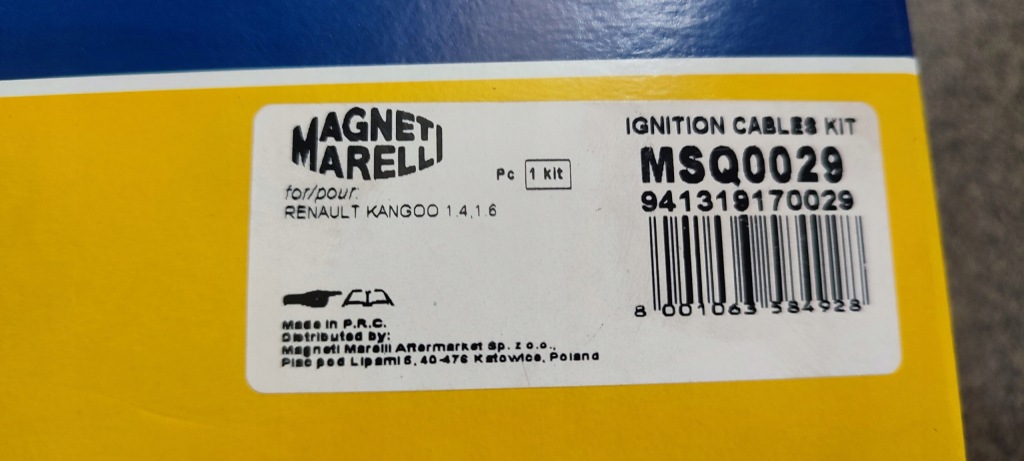 MAGNETI
MARELLI
for/pour:
RENAULT KANGOO 1.4,1.6
Pc 1 kit
IGNITION CABLES KIT
MSQ0029
941319170029
8 001063 584928
Made in P.R.C.
Distributed by:
Magneti Marelli Aftermarket Sp. z o.o.,
Plac pod Lipami 5, 40-476 Katowice, Poland